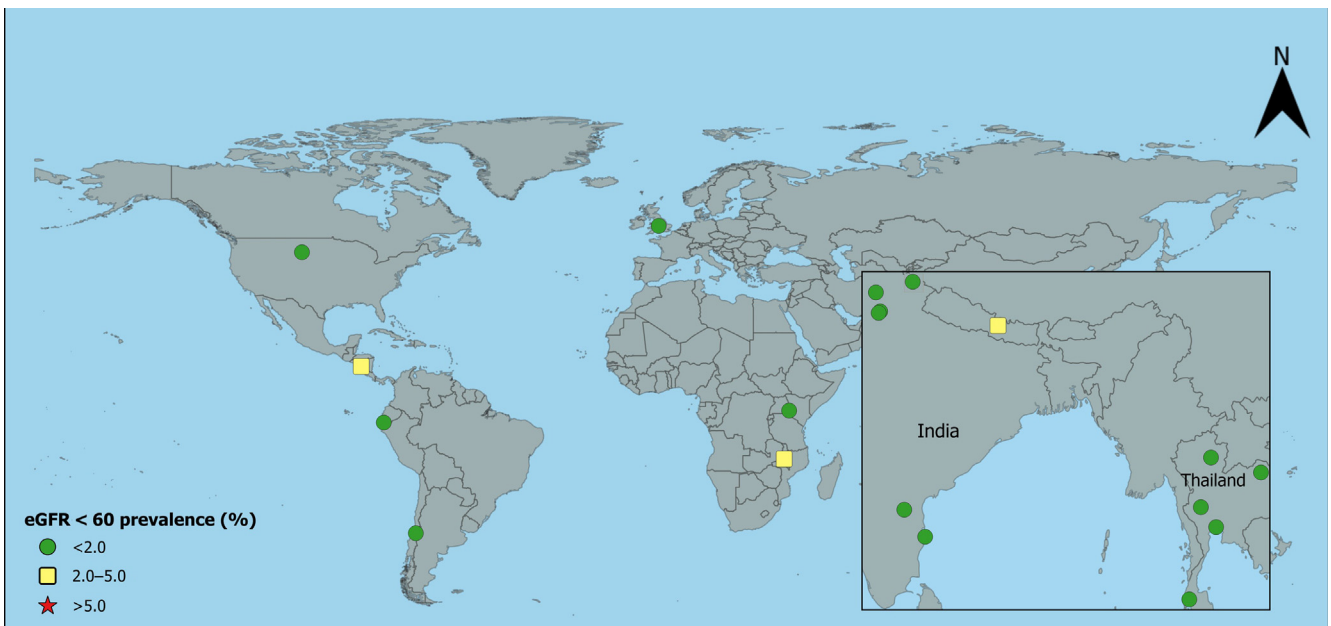 N
India
Thailand
eGFR < 60 prevalence (%)
<2.0
2.0–5.0
>5.0